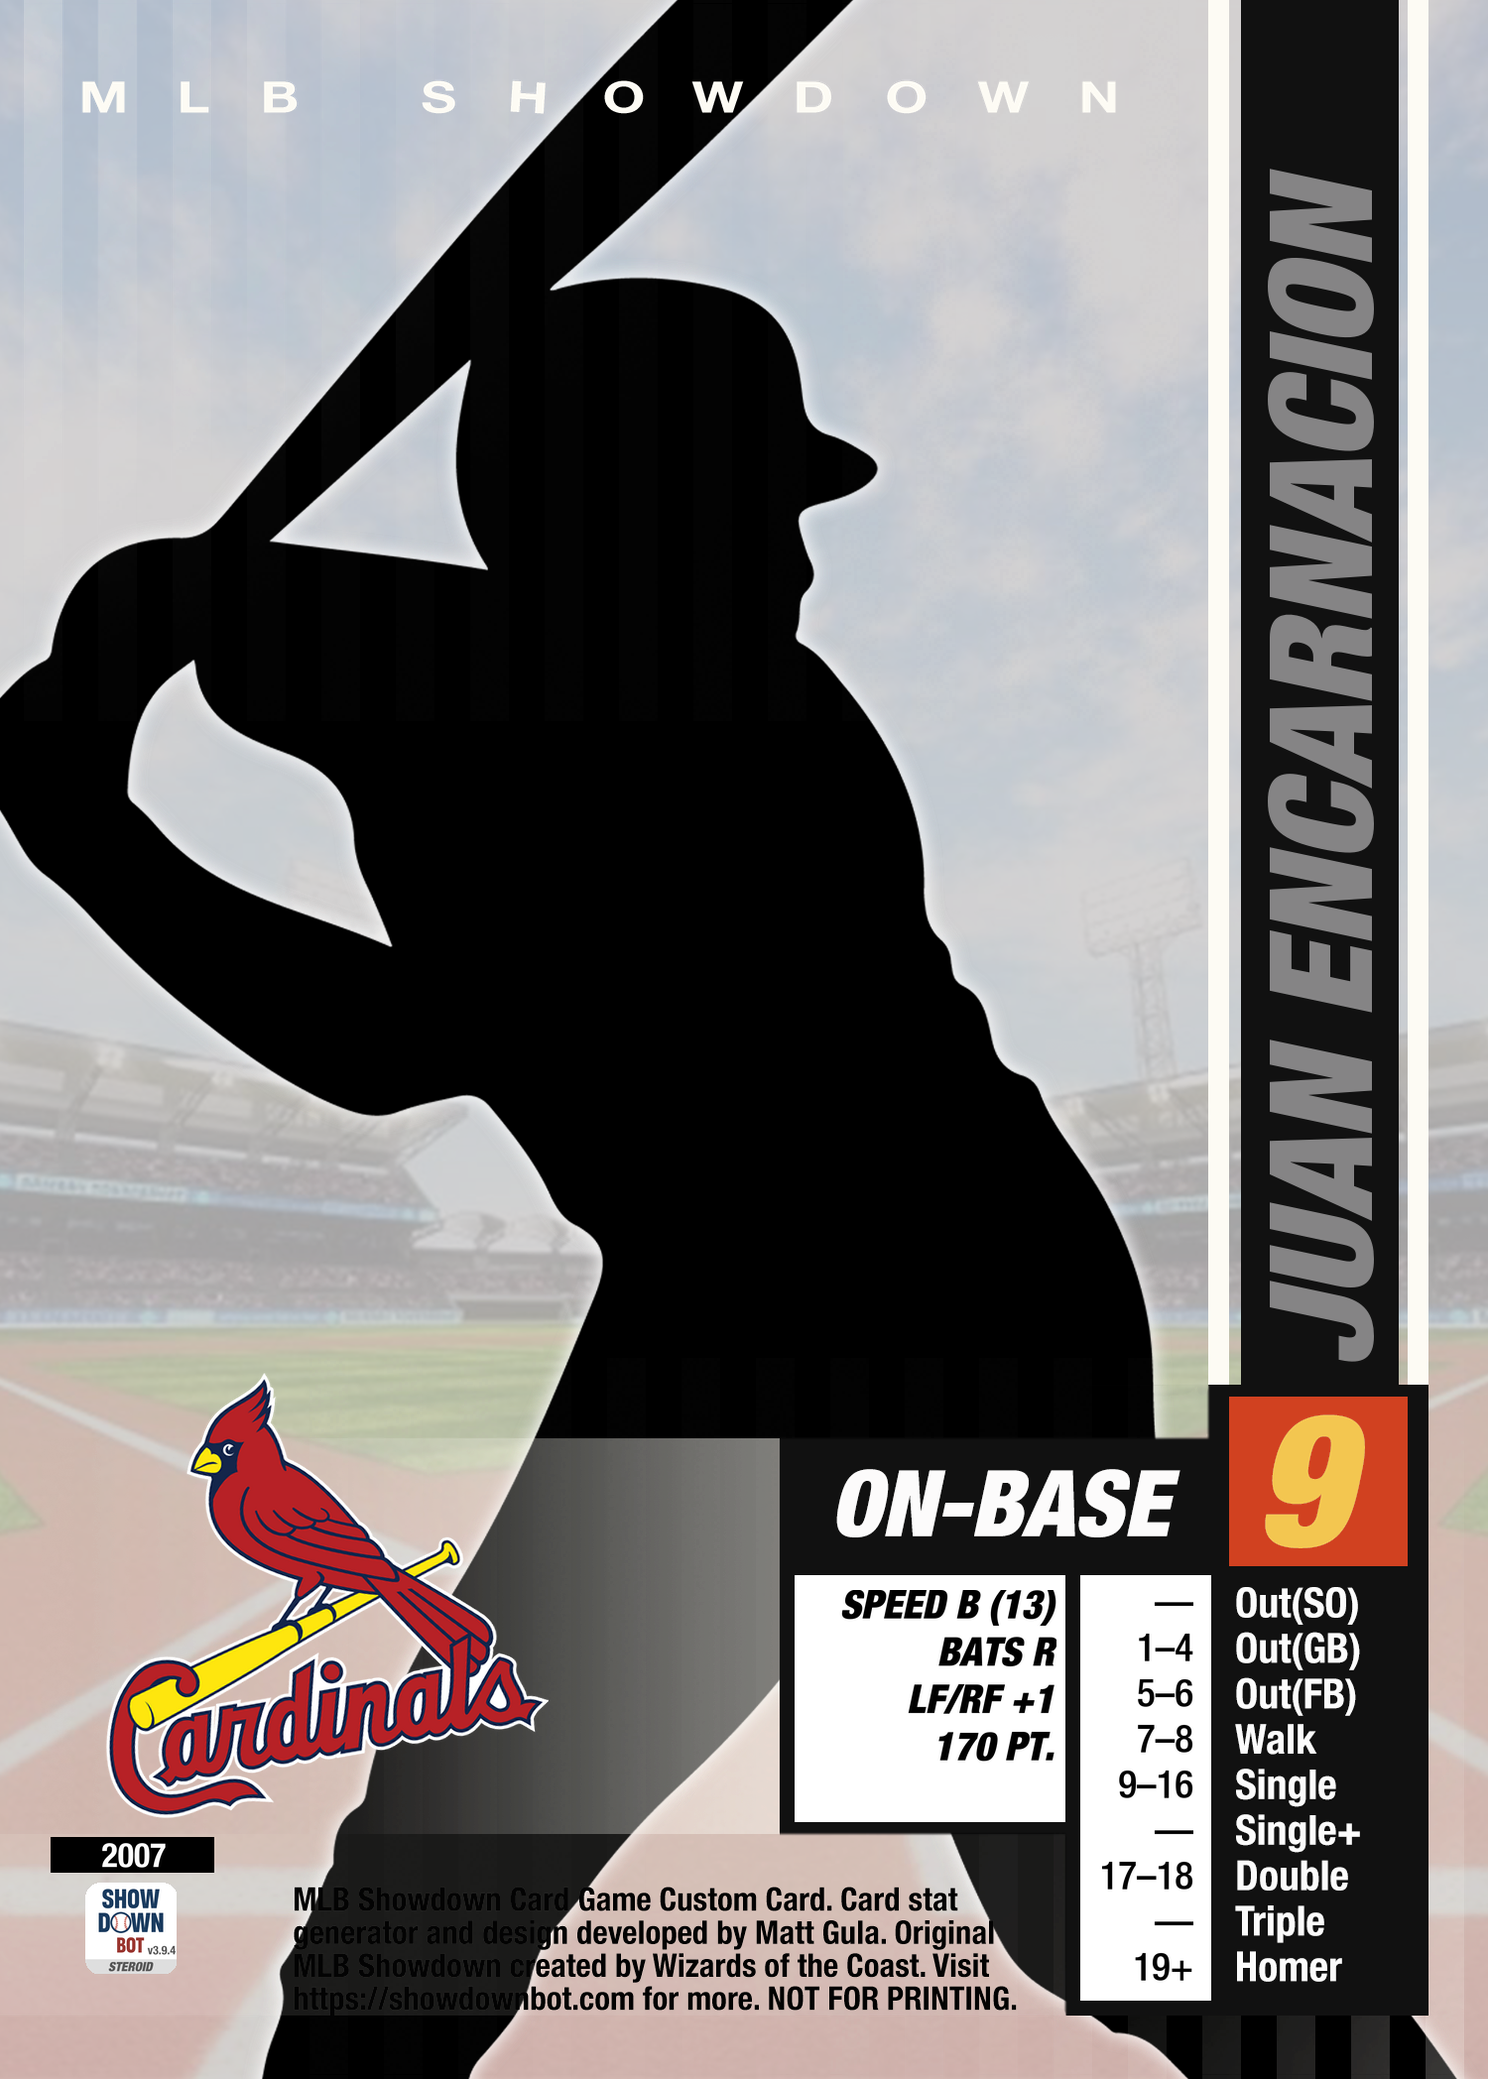 MLB SHOWDOWN
JUAN ENCARNACION
ON-BASE 9
SPEED B (13)
BATS R
LF/RF +1
170 PT.
— Out(SO)
1–4 Out(GB)
5–6 Out(FB)
7–8 Walk
9–16 Single
— Single+
17–18 Double
— Triple
19+ Homer
Cardinals
2007
SHOW
DOWN
BOT v3.9.4
STEROID
MLB Showdown Card Game Custom Card. Card stat
generator and design developed by Matt Gula. Original
MLB Showdown created by Wizards of the Coast. Visit
https://showdownbot.com for more. NOT FOR PRINTING.